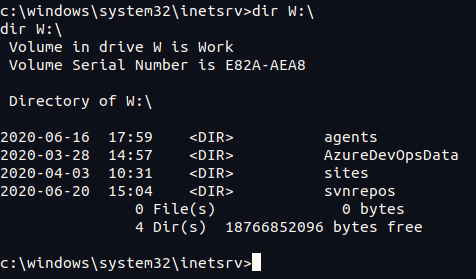 c:\windows\system32\inetsrv>dir W:\
dir W:\
 Volume in drive W is Work
 Volume Serial Number is E82A-AEA8

 Directory of W:\

2020-06-16  17:59    <DIR>          agents
2020-03-28  14:57    <DIR>          AzureDevOpsData
2020-04-03  10:31    <DIR>          sites
2020-06-20  15:04    <DIR>          svnrepos
               0 File(s)              0 bytes
               4 Dir(s)  18766852096 bytes free

c:\windows\system32\inetsrv>